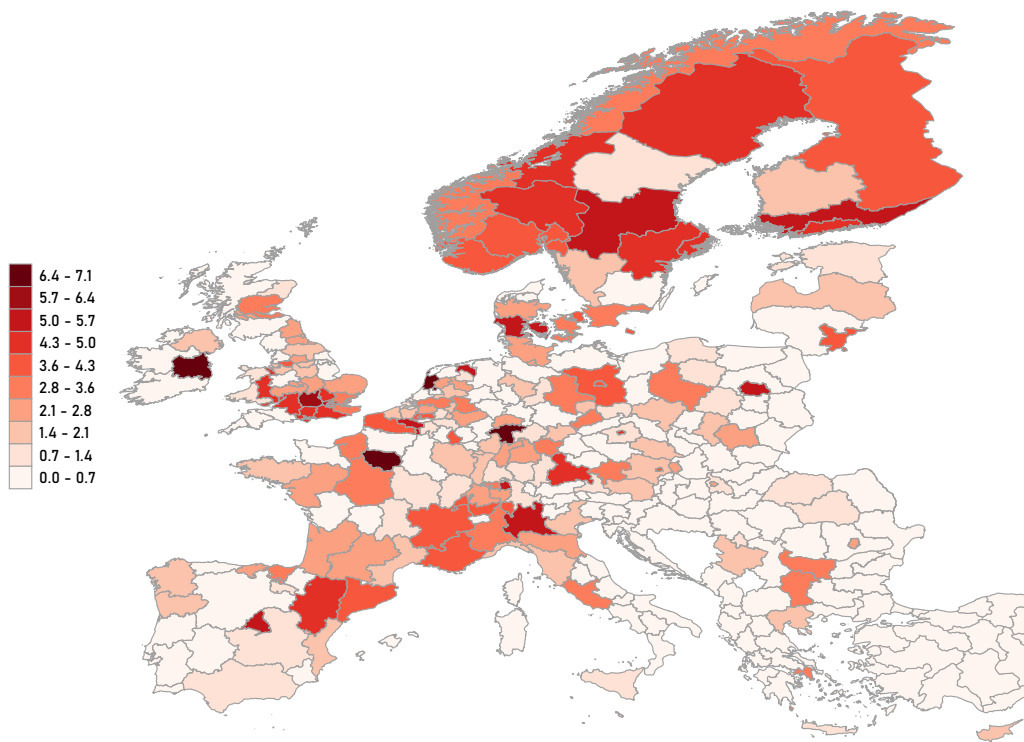 6.4 – 7.1
5.7 – 6.4
5.0 – 5.7
4.3 – 5.0
3.6 – 4.3
2.8 – 3.6
2.1 – 2.8
1.4 – 2.1
0.7 – 1.4
0.0 – 0.7